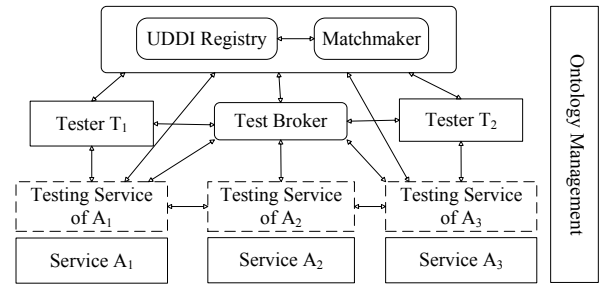 UDDI Registry
Matchmaker
Tester T₁
Test Broker
Tester T₂
Testing Service
of A₁
Testing Service
of A₂
Testing Service
of A₃
Service A₁
Service A₂
Service A₃
Ontology Management